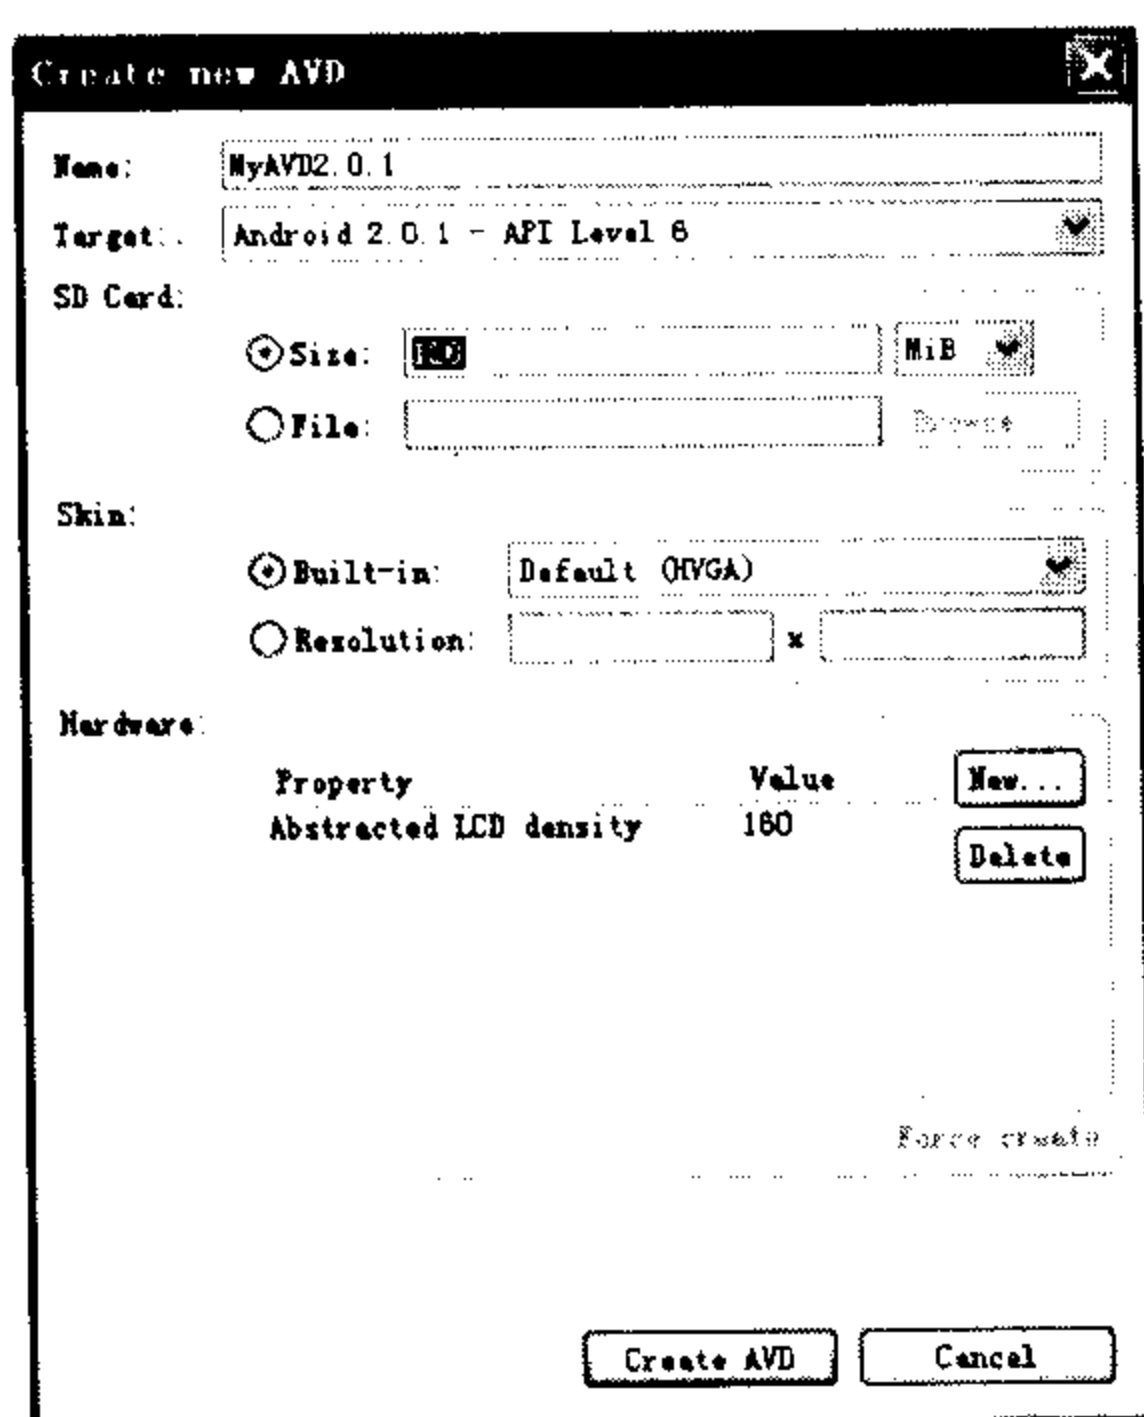 Create new AVD
Name: MyAVD2.0.1
Target: Android 2.0.1 - API Level 6
SD Card:
Size: MiB
File: Browse
Skin:
Built-in: Default (HVGA)
Resolution: x
Hardware:
Property Value New...
Abstracted LCD density 160
Delete
Force create
Create AVD Cancel